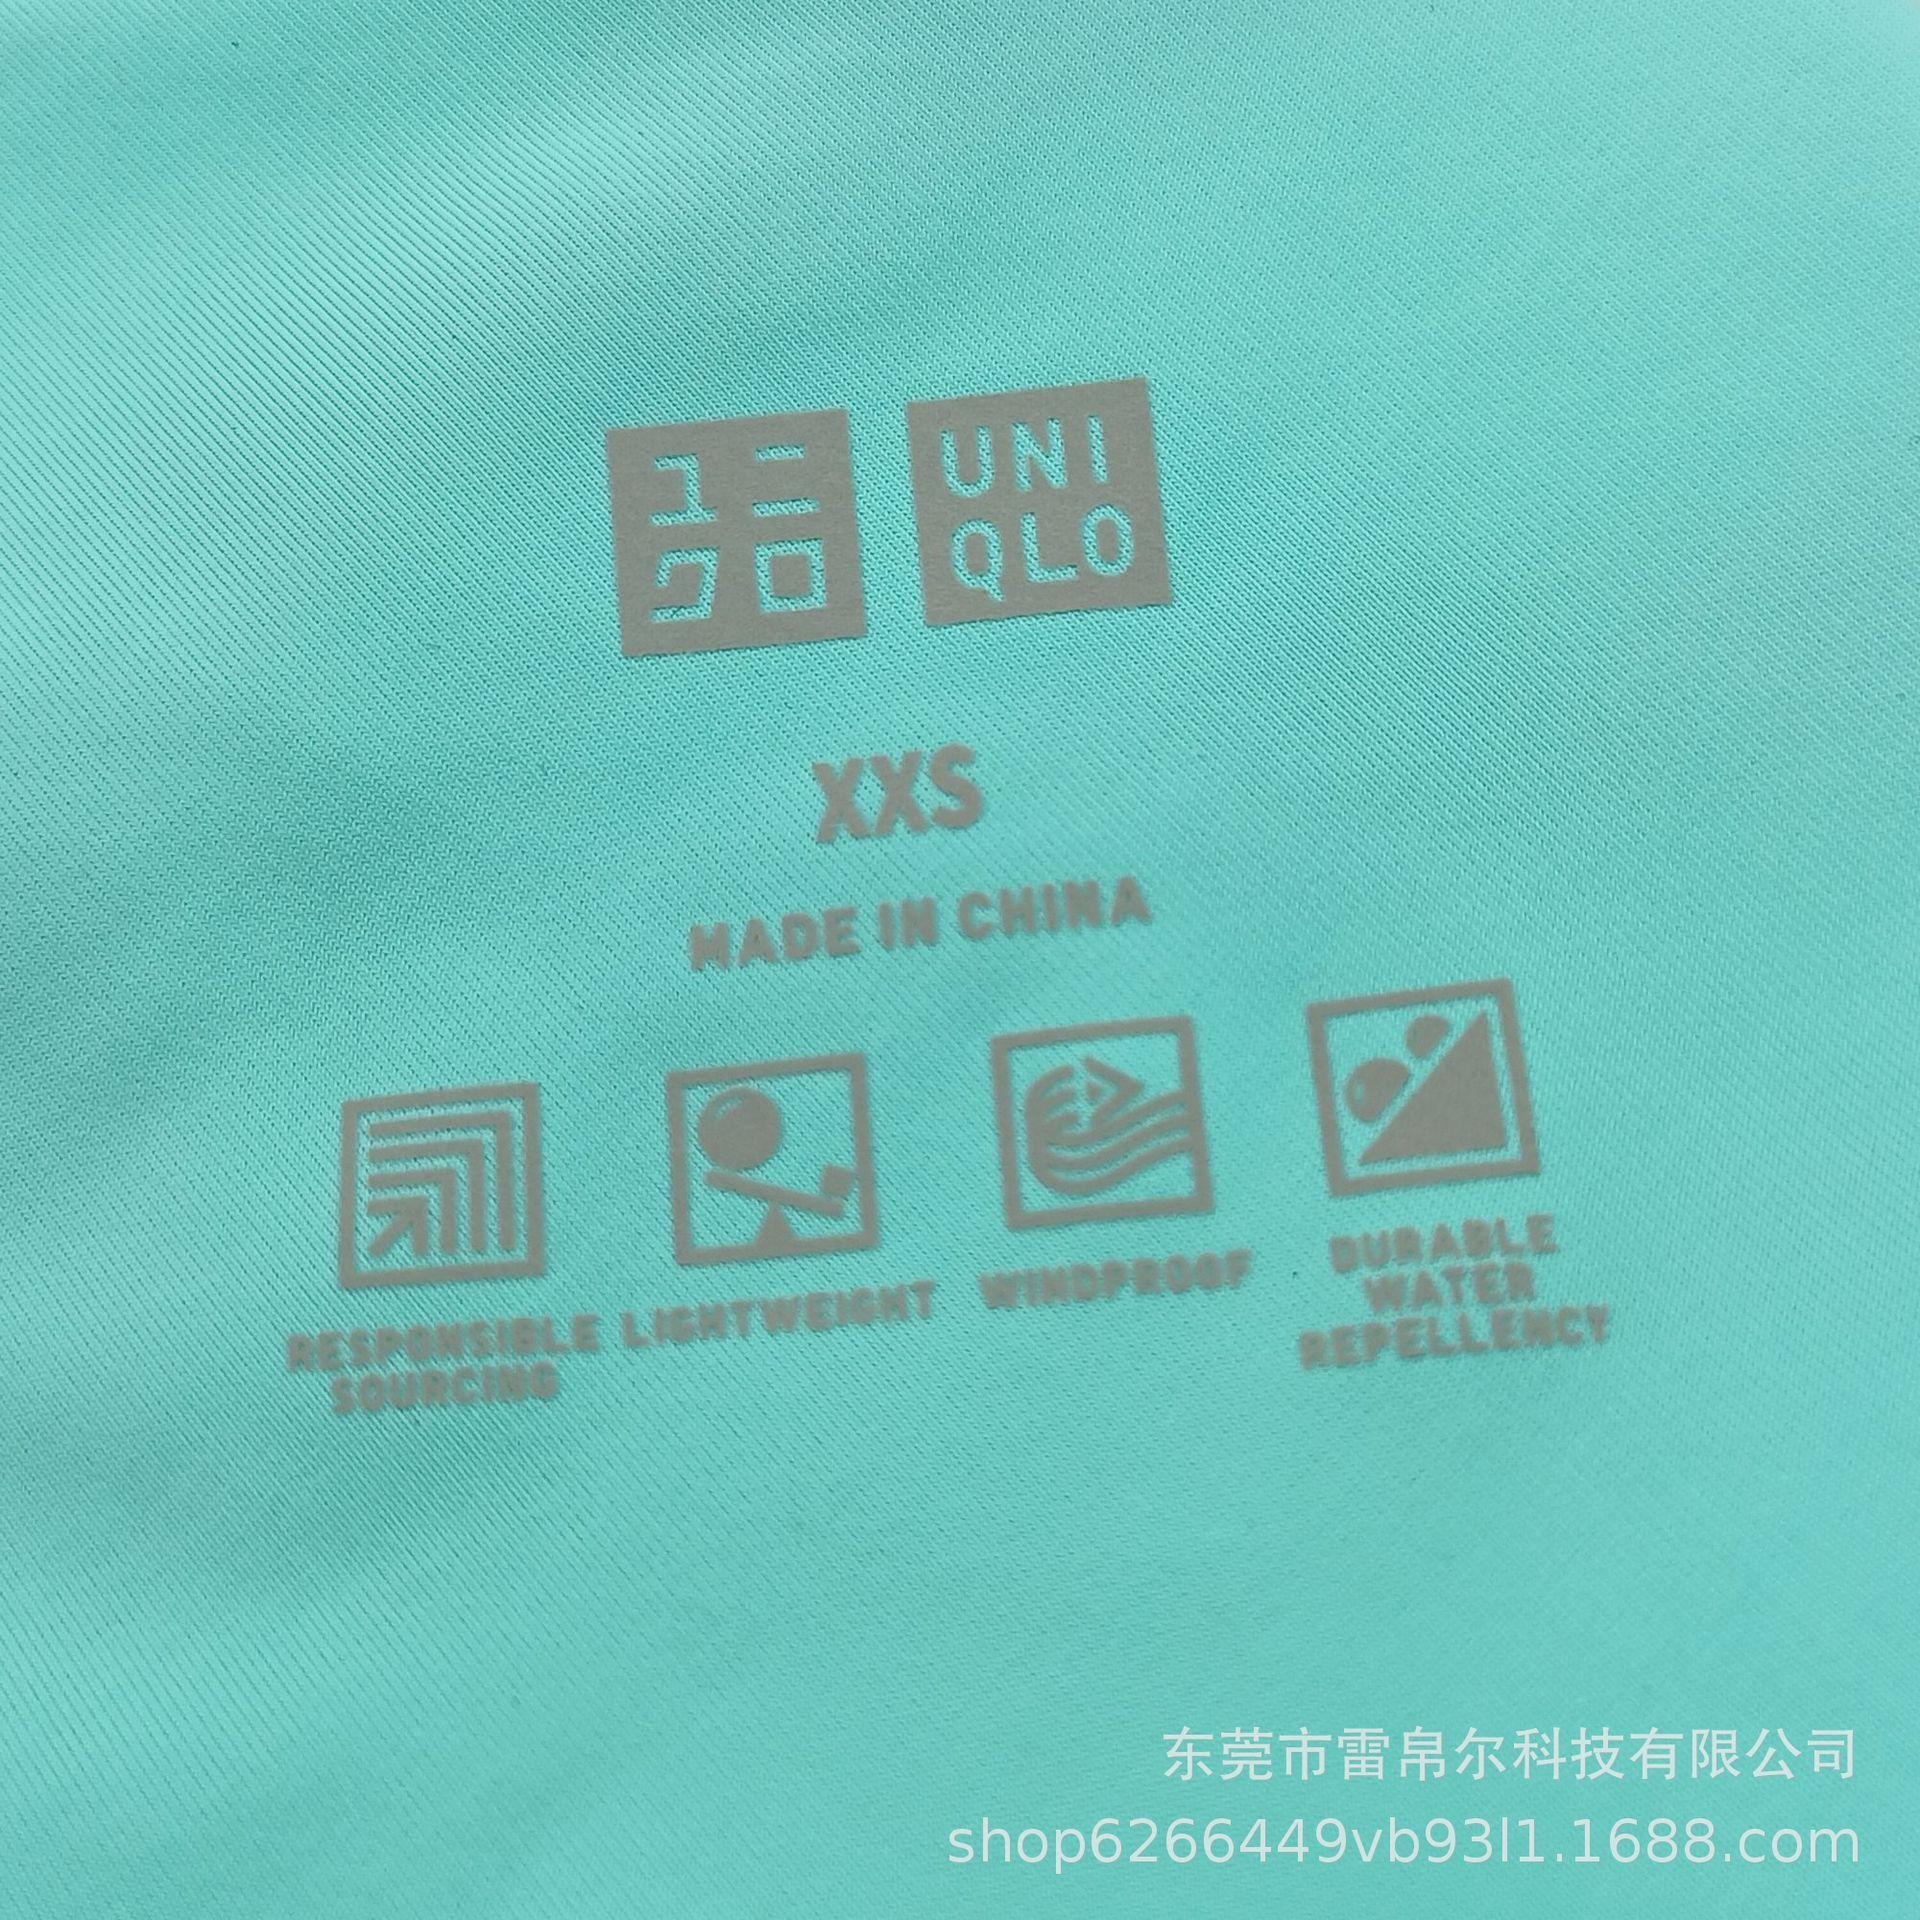 ユニ
クロ
UNI
QLO
XXS
MADE IN CHINA
RESPONSIBLE
SOURCING
LIGHTWEIGHT
WINDPROOF
DURABLE
WATER
REPELLENCY
东莞市雷帛尔科技有限公司
shop6266449vb93l1.1688.com